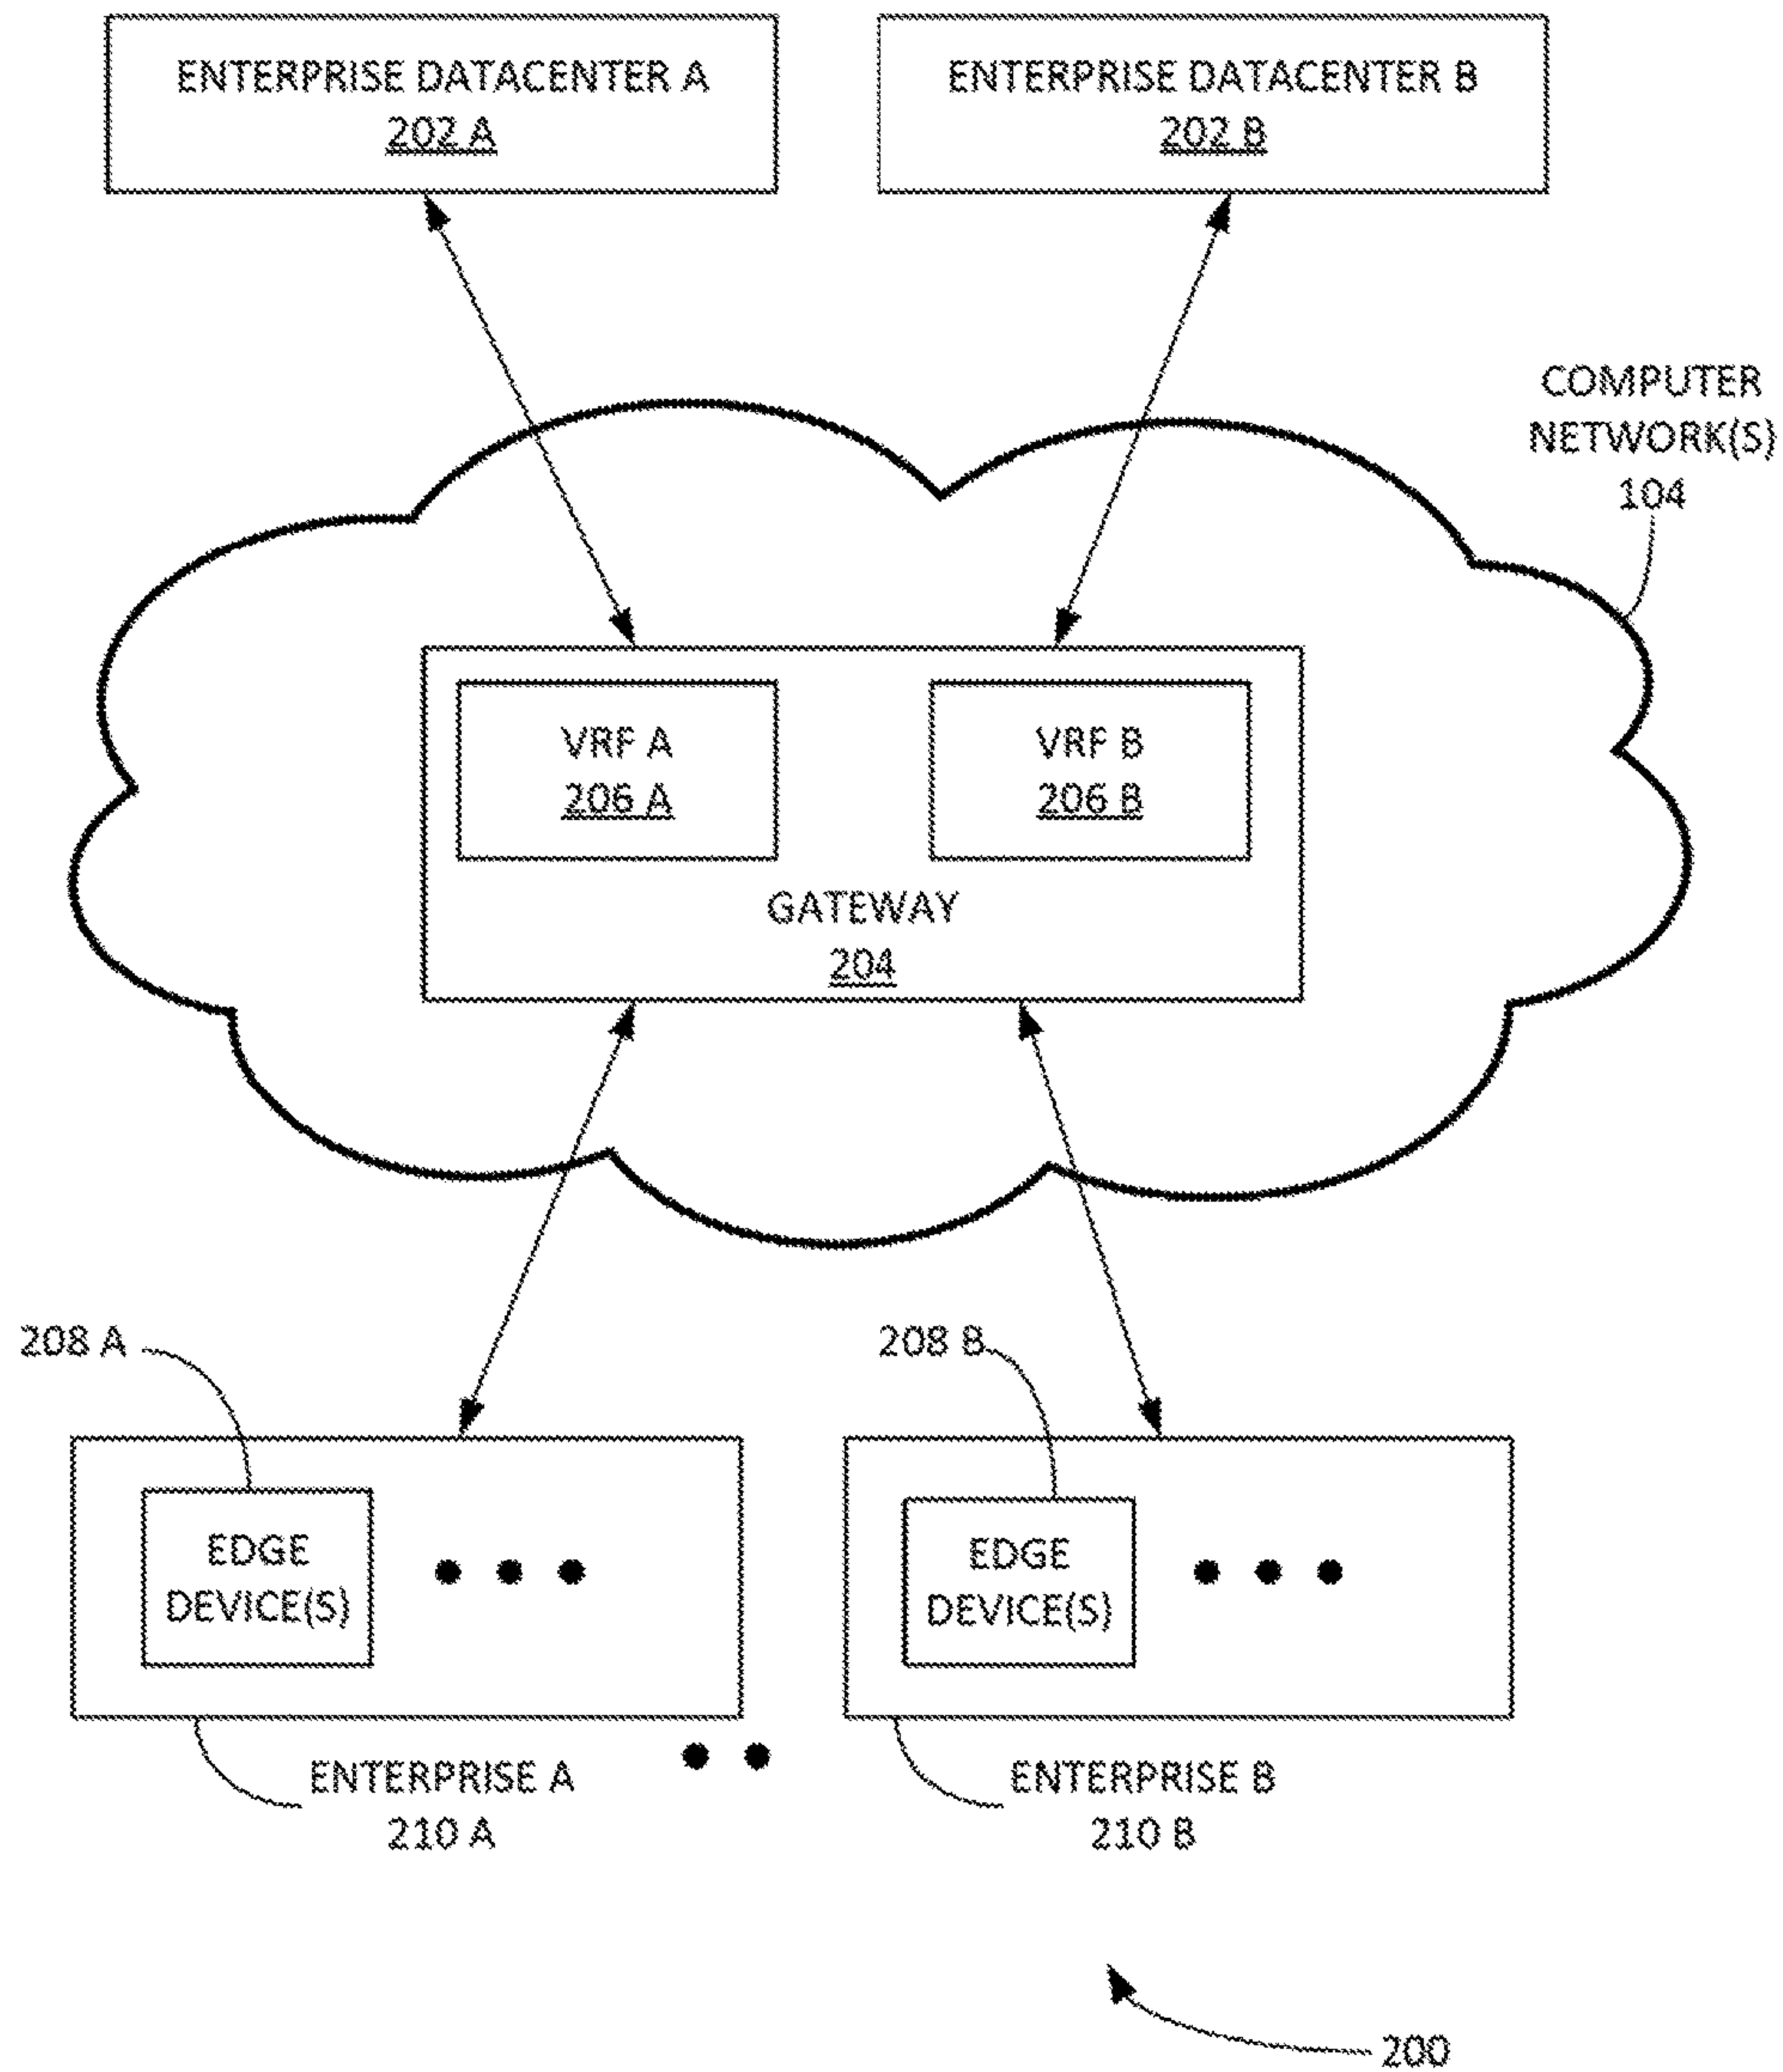 ENTERPRISE DATACENTER A
202 A
ENTERPRISE DATACENTER B
202 B
COMPUTER
NETWORK(S)
104
VRF A
206 A
VRF B
206 B
GATEWAY
204
208 A
208 B
EDGE
DEVICE(S)
EDGE
DEVICE(S)
ENTERPRISE A
210 A
ENTERPRISE B
210 B
200